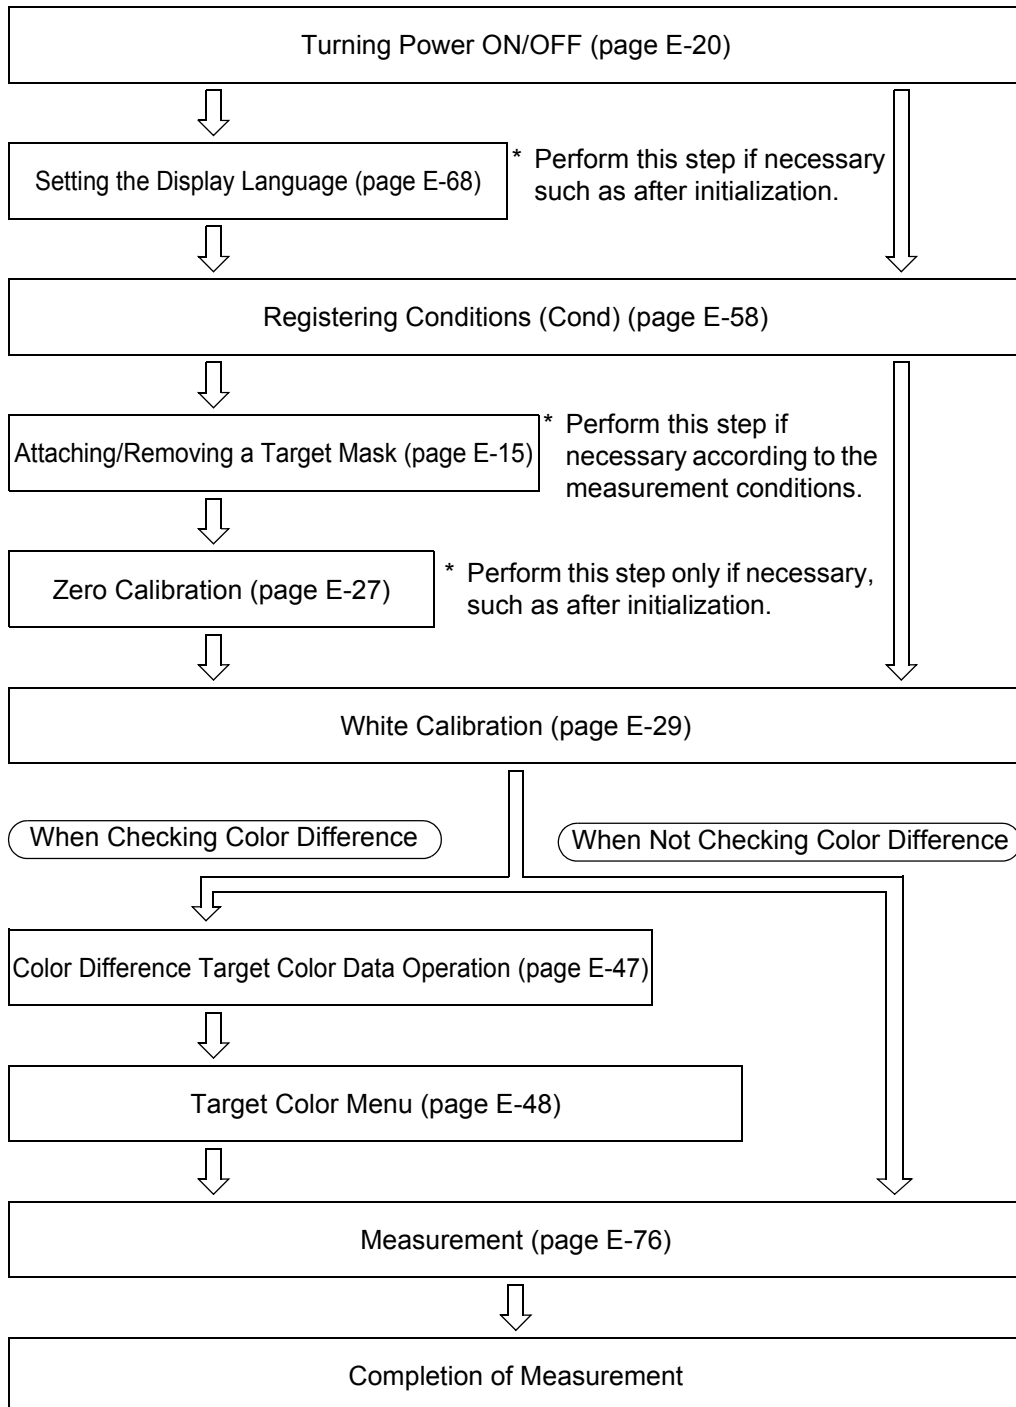 Turning Power ON/OFF (page E-20)
Setting the Display Language (page E-68)
* Perform this step if necessary
such as after initialization.
Registering Conditions (Cond) (page E-58)
Attaching/Removing a Target Mask (page E-15)
* Perform this step if
necessary according to the
measurement conditions.
Zero Calibration (page E-27)
* Perform this step only if necessary,
such as after initialization.
White Calibration (page E-29)
When Checking Color Difference
When Not Checking Color Difference
Color Difference Target Color Data Operation (page E-47)
Target Color Menu (page E-48)
Measurement (page E-76)
Completion of Measurement